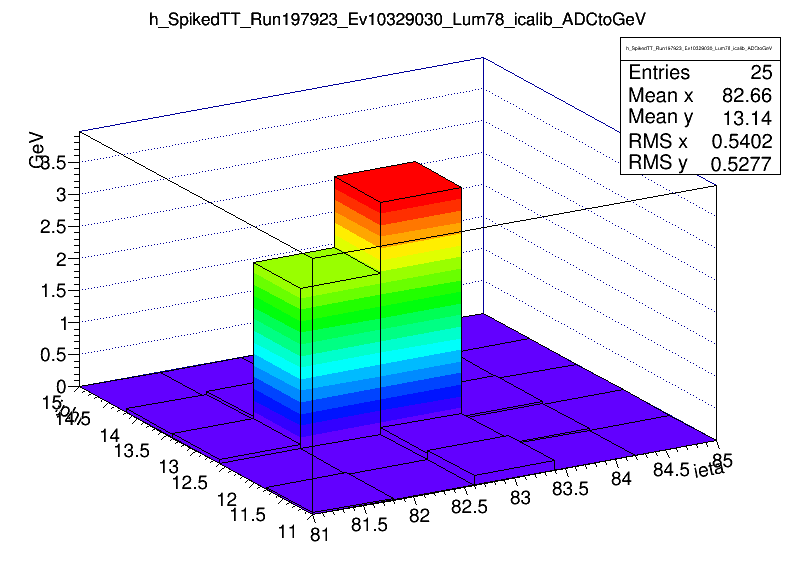 h_SpikedTT_Run197923_Ev10329030_Lum78_icalib_ADCtoGeV
h_SpikedTT_Run197923_Ev10329030_Lum78_icalib_ADCtoGeV
Entries 25
Mean x 82.66
Mean y 13.14
RMS x 0.5402
RMS y 0.5277
GeV
3.5
3
2.5
2
1.5
1
0.5
0
15
14.5
14
13.5
13
12.5
12
11.5
11
81
81.5
82
82.5
83
83.5
84
84.5
85
ieta